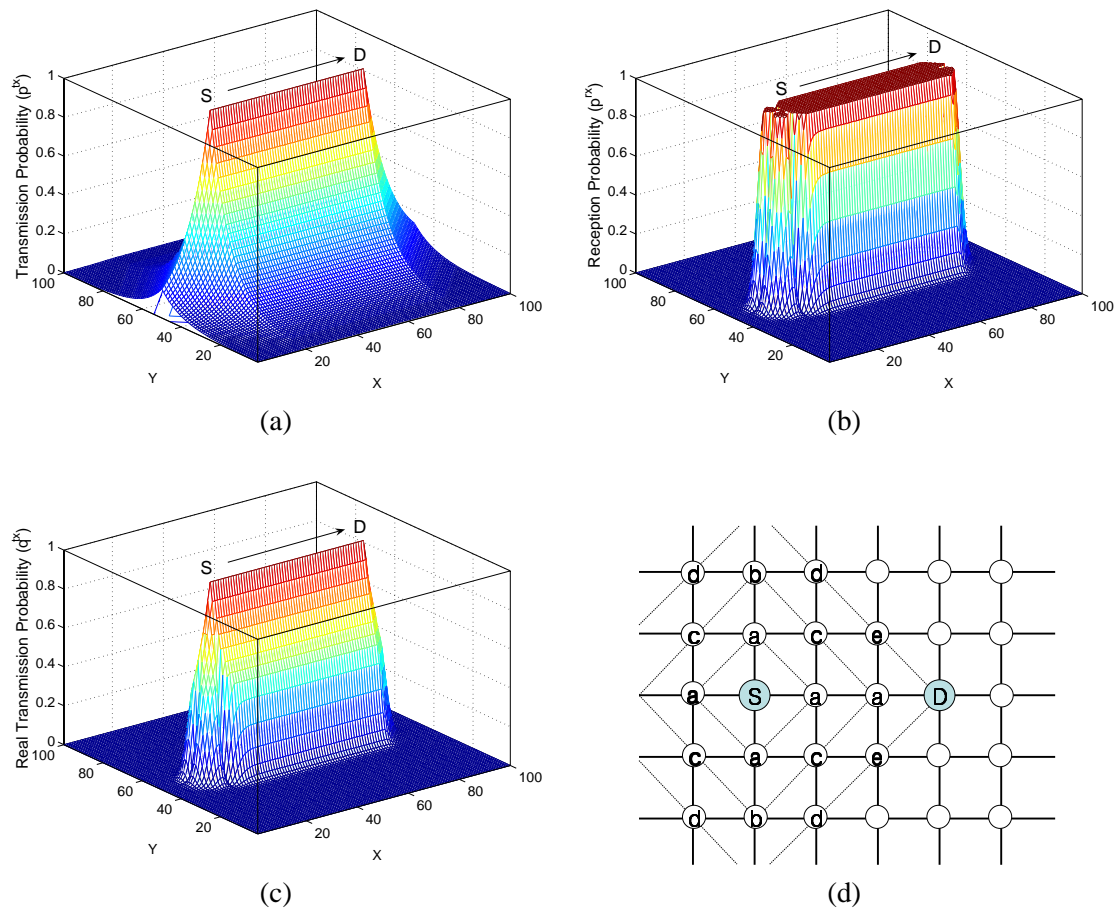 1
0.8
0.6
0.4
0.2
0
100
80
60
40
20
20
40
60
80
100
Transmission Probability (p^tx)
Y
X
S
D
(a)
1
0.8
0.6
0.4
0.2
0
100
80
60
40
20
20
40
60
80
100
Reception Probability (p^rx)
Y
X
S
D
(b)
1
0.8
0.6
0.4
0.2
0
100
80
60
40
20
20
40
60
80
100
Real Transmission Probability (q^tx)
Y
X
S
D
(c)
d b d
c a c e
a S a a D
c a c e
d b d
(d)